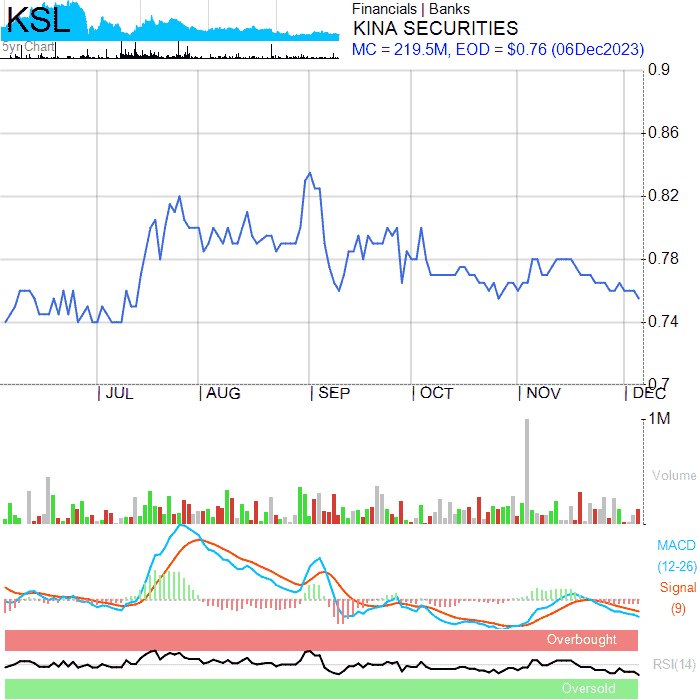 KSL
5yr Chart
Financials | Banks
KINA SECURITIES
MC = 219.5M, EOD = $0.76 (06Dec2023)
0.9
0.86
0.82
0.78
0.74
0.7
JUL AUG SEP OCT NOV DEC
1M
Volume
MACD
(12-26)
Signal
(9)
Overbought
RSI(14)
Oversold